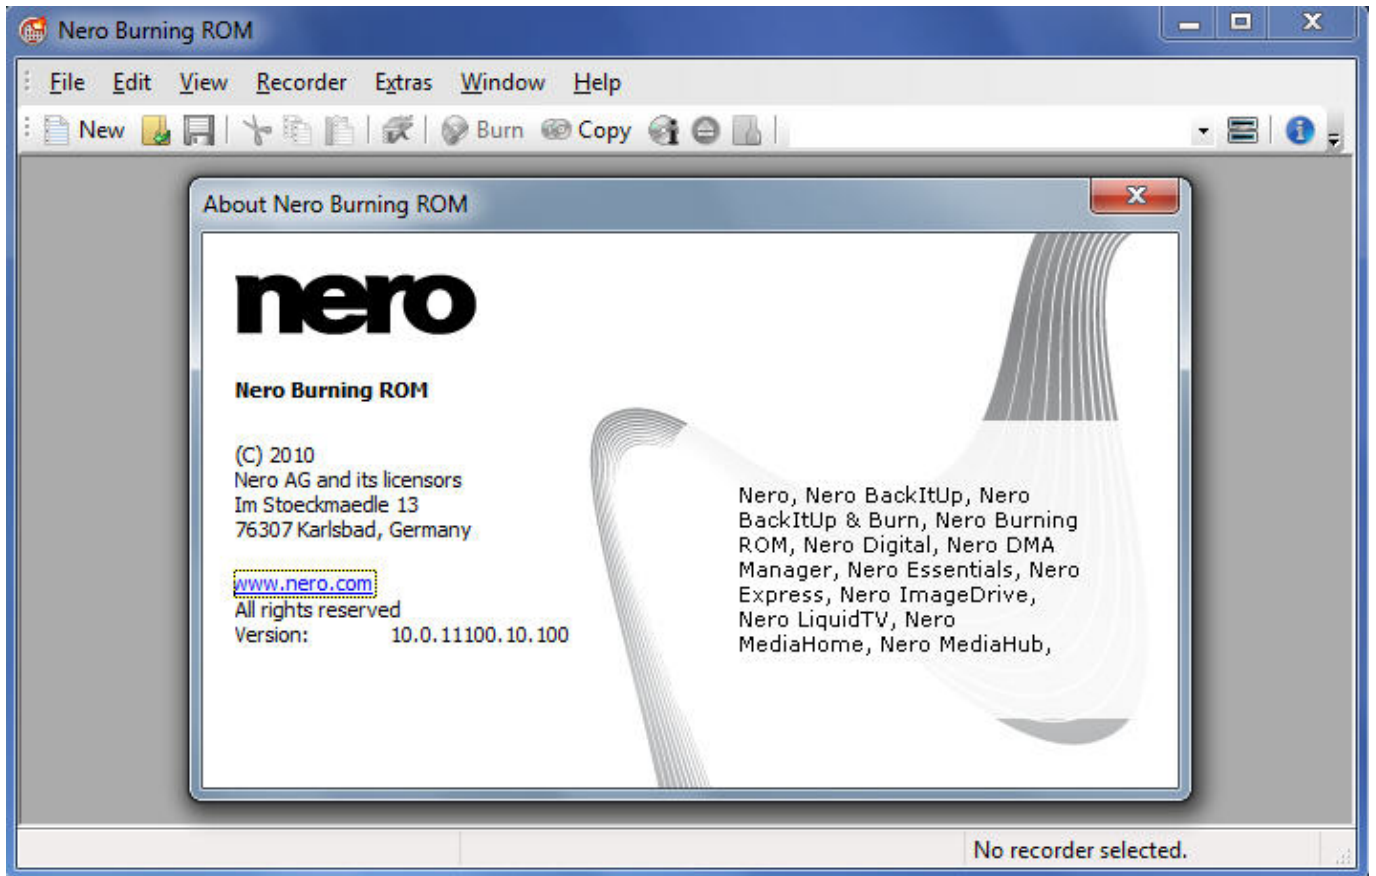 Nero Burning ROM
File Edit View Recorder Extras Window Help
New Burn Copy
About Nero Burning ROM
nero
Nero Burning ROM
(C) 2010
Nero AG and its licensors
Im Stoeckmaedle 13
76307 Karlsbad, Germany
www.nero.com
All rights reserved
Version: 10.0.11100.10.100
Nero, Nero BackItUp, Nero
BackItUp & Burn, Nero Burning
ROM, Nero Digital, Nero DMA
Manager, Nero Essentials, Nero
Express, Nero ImageDrive,
Nero LiquidTV, Nero
MediaHome, Nero MediaHub,
No recorder selected.